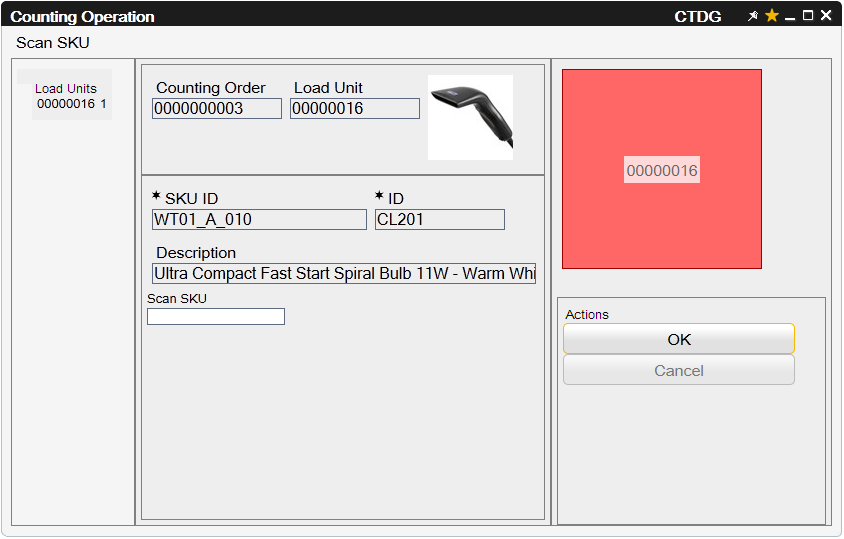 Counting Operation CTDG
Scan SKU
Load Units
00000016 1
Counting Order Load Unit
0000000003 00000016
* SKU ID * ID
WT01_A_010 CL201
Description
Ultra Compact Fast Start Spiral Bulb 11W - Warm Whi
Scan SKU
00000016
Actions
OK
Cancel